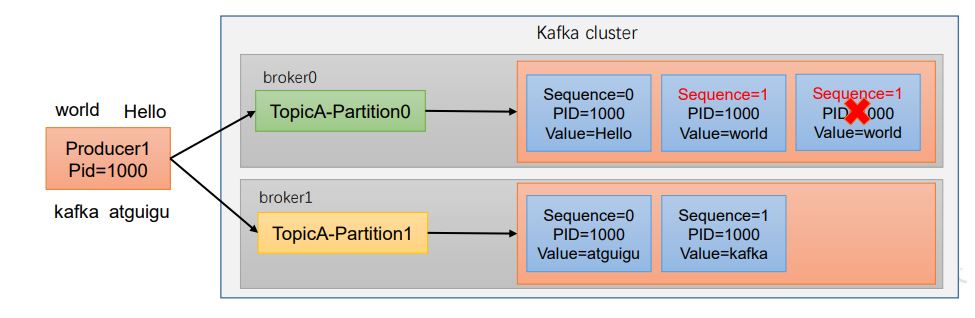 Kafka cluster
broker0
world Hello
TopicA-Partition0
Sequence=0
PID=1000
Value=Hello
Sequence=1
PID=1000
Value=world
Sequence=1
PID 000
Value=world
Producer1
Pid=1000
kafka atguigu
broker1
TopicA-Partition1
Sequence=0
PID=1000
Value=atguigu
Sequence=1
PID=1000
Value=kafka